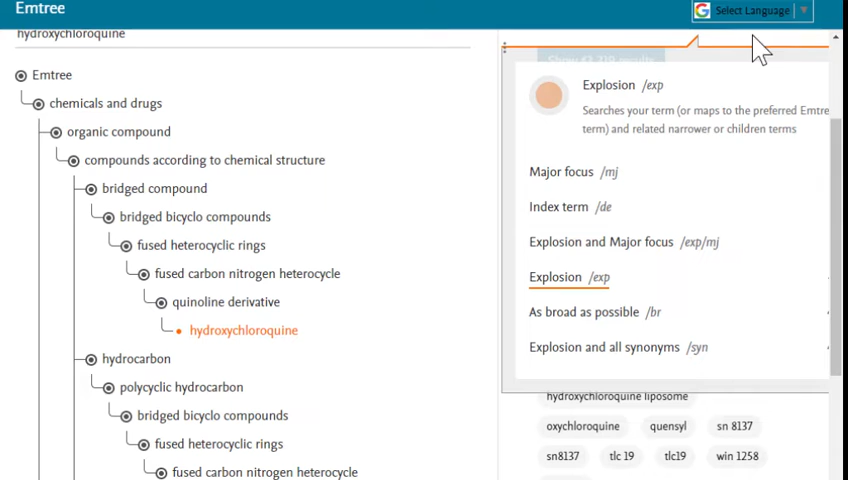 Emtree
Select Language
hydroxychloroquine
Emtree
chemicals and drugs
organic compound
compounds according to chemical structure
bridged compound
bridged bicyclo compounds
fused heterocyclic rings
fused carbon nitrogen heterocycle
quinoline derivative
hydroxychloroquine
hydrocarbon
polycyclic hydrocarbon
bridged bicyclo compounds
fused heterocyclic rings
fused carbon nitrogen heterocycle
Explosion /exp
Searches your term (or maps to the preferred Emtre
term) and related narrower or children terms
Major focus /mj
Index term /de
Explosion and Major focus /exp/mj
Explosion /exp
As broad as possible /br
Explosion and all synonyms /syn
hydroxychloroquine liposome
oxychloroquine quensyl sn 8137
sn8137 tlc 19 tlc19 win 1258